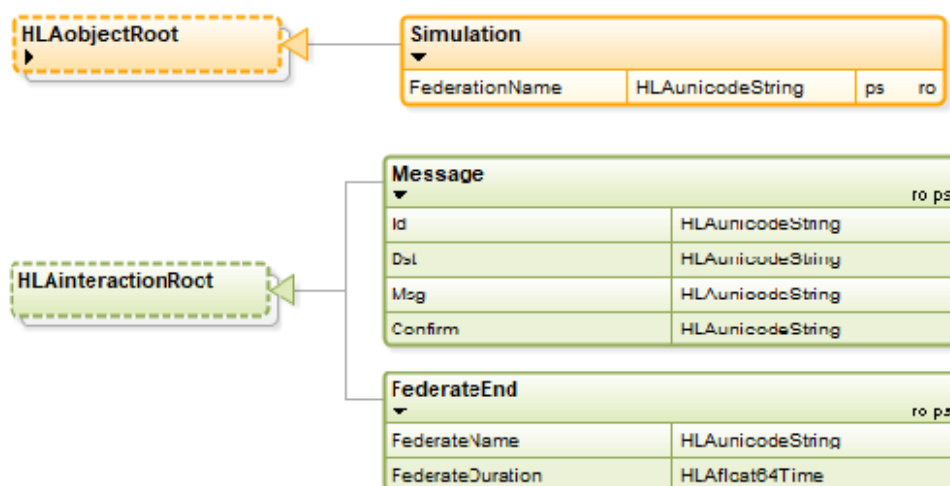 HLAobjectRoot
Simulation
FederationName HLAunicodeString ps ro
Message
ro ps
Id HLAunicodeString
Dst HLAunicodeString
HLAinteractionRoot
Msg HLAunicodeString
Confirm HLAunicodeString
FederateEnd
ro ps
FederateName HLAunicodeString
FederateDuration HLAfloat64Time